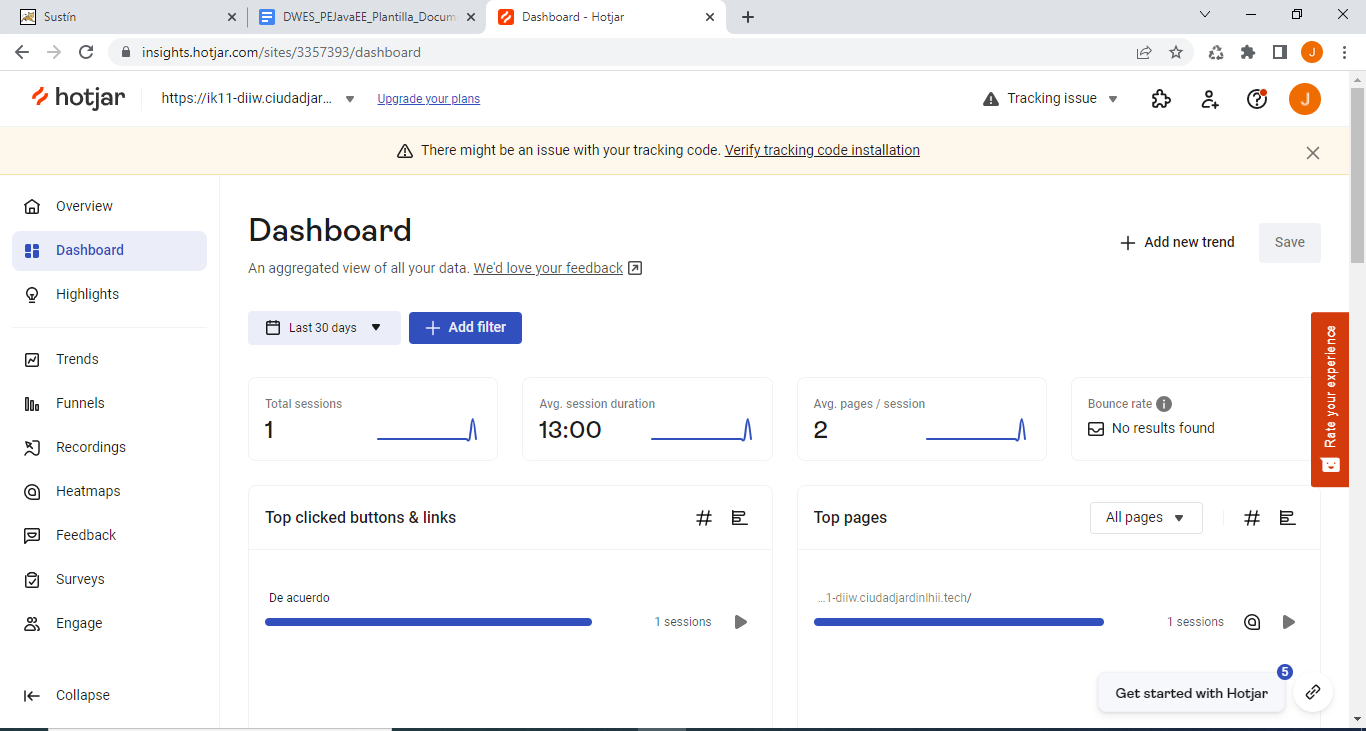 Sustín
DWES_PEJavaEE_Plantilla_Docum
Dashboard - Hotjar
insights.hotjar.com/sites/3357393/dashboard
J
hotjar
https://ik11-diiw.ciudadjar...
Upgrade your plans
Tracking issue
J
There might be an issue with your tracking code. Verify tracking code installation
Overview
Dashboard
Highlights
Trends
Funnels
Recordings
Heatmaps
Feedback
Surveys
Engage
Collapse
Dashboard
An aggregated view of all your data. We'd love your feedback
Add new trend
Save
Last 30 days
Add filter
Total sessions
1
Avg. session duration
13:00
Avg. pages / session
2
Bounce rate
No results found
Rate your experience
Top clicked buttons & links
De acuerdo
1 sessions
Top pages
All pages
...1-diiw.ciudadjardinlhii.tech/
1 sessions
5
Get started with Hotjar